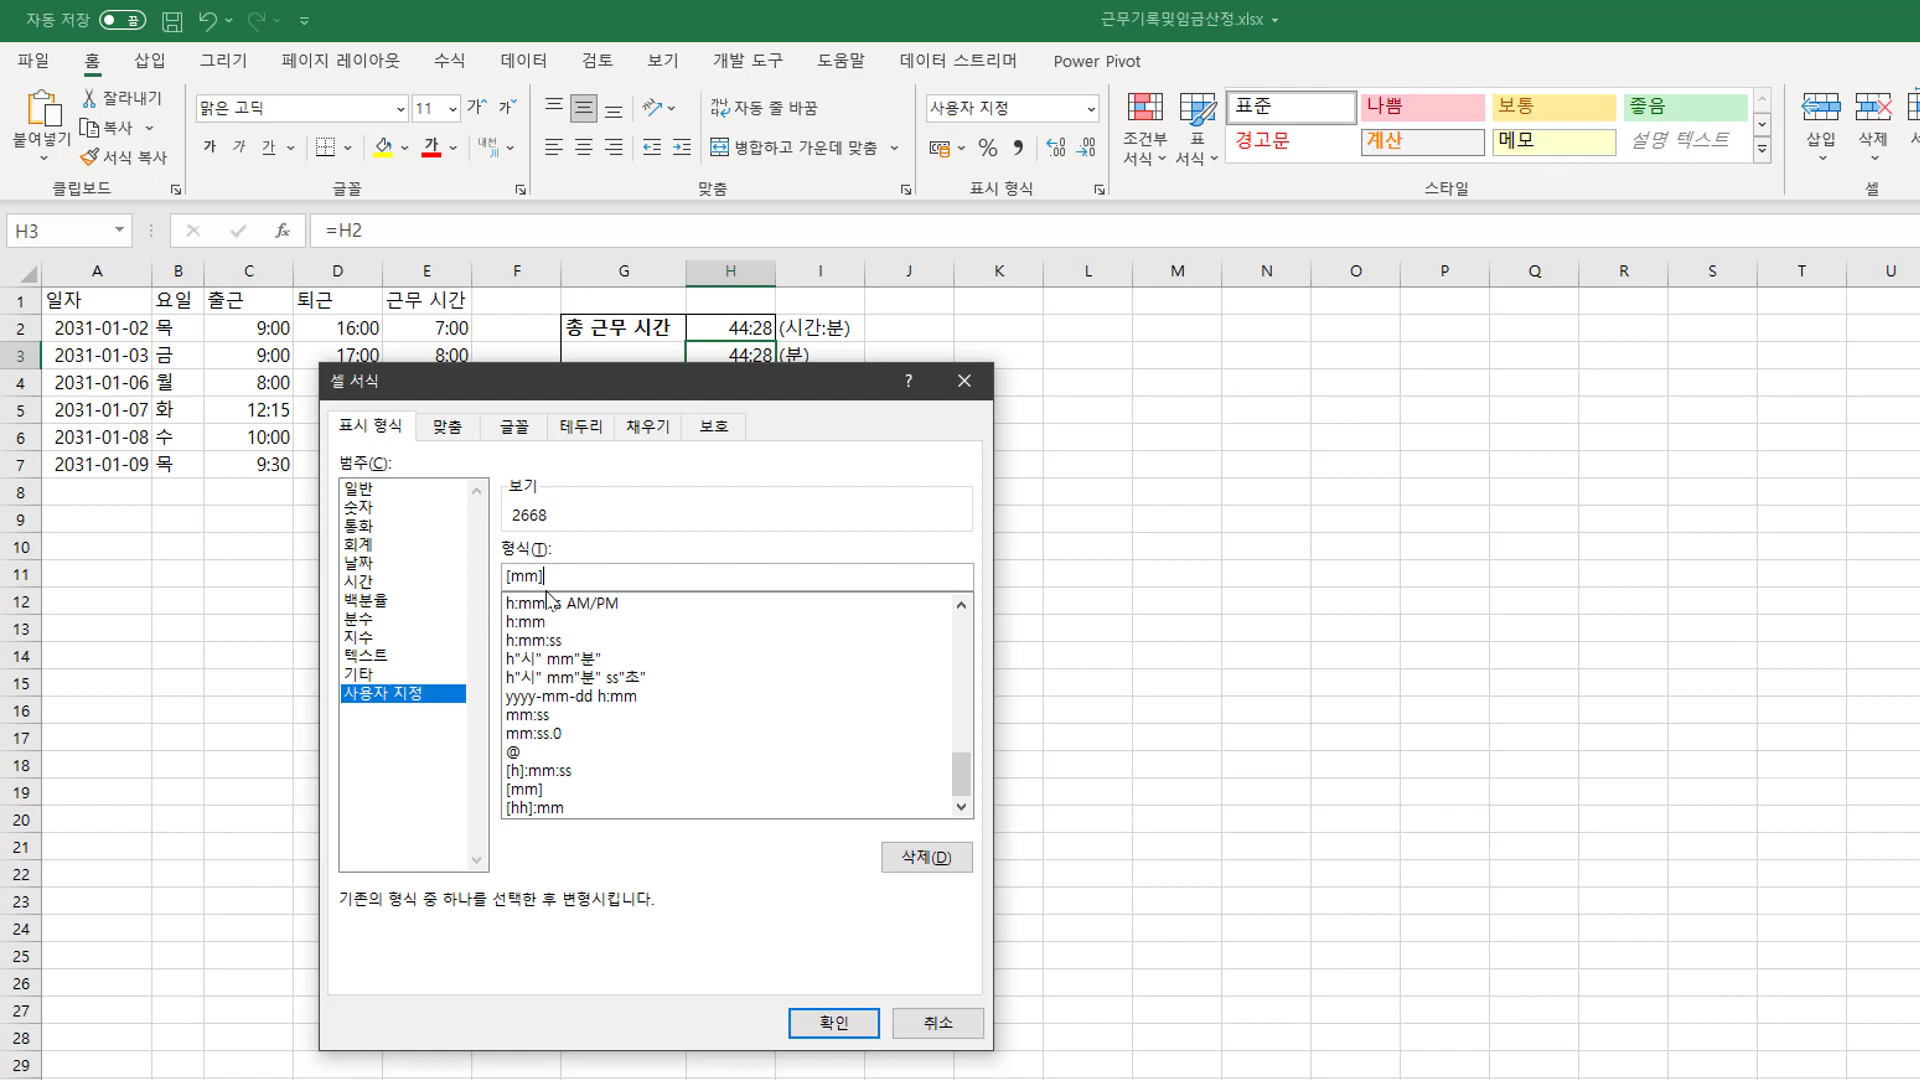 자동 저장 끔
근무기록및임금산정.xlsx
파일 홈 삽입 그리기 페이지 레이아웃 수식 데이터 검토 보기 개발 도구 도움말 데이터 스트리머 Power Pivot
붙여넣기
잘라내기
복사
서식 복사
클립보드
맑은 고딕 11 가 가
가 가 가 가 내천
글꼴
자동 줄 바꿈
병합하고 가운데 맞춤
맞춤
사용자 지정
%
표시 형식
조건부 서식
표 서식
표준 나쁨 보통 좋음
경고문 계산 메모 설명 텍스트
스타일
삽입 삭제
셀
H3 fx =H2
A B C D E F G H I J K L M N O P Q R S T U
1 일자 요일 출근 퇴근 근무 시간
2 2031-01-02 목 9:00 16:00 7:00 총 근무 시간 44:28 (시간:분)
3 2031-01-03 금 9:00 17:00 8:00 44:28 (분)
4 2031-01-06 월 8:00
5 2031-01-07 화 12:15
6 2031-01-08 수 10:00
7 2031-01-09 목 9:30
8
9
10
11
12
13
14
15
16
17
18
19
20
21
22
23
24
25
26
27
28
29
셀 서식 ?
표시 형식 맞춤 글꼴 테두리 채우기 보호
범주(C):
일반
숫자
통화
회계
날짜
시간
백분율
분수
지수
텍스트
기타
사용자 지정
보기
2668
형식(T):
[mm]
h:mm:ss AM/PM
h:mm
h:mm:ss
h"시" mm"분"
h"시" mm"분" ss"초"
yyyy-mm-dd h:mm
mm:ss
mm:ss.0
@
[h]:mm:ss
[mm]
[hh]:mm
삭제(D)
기존의 형식 중 하나를 선택한 후 변형시킵니다.
확인 취소